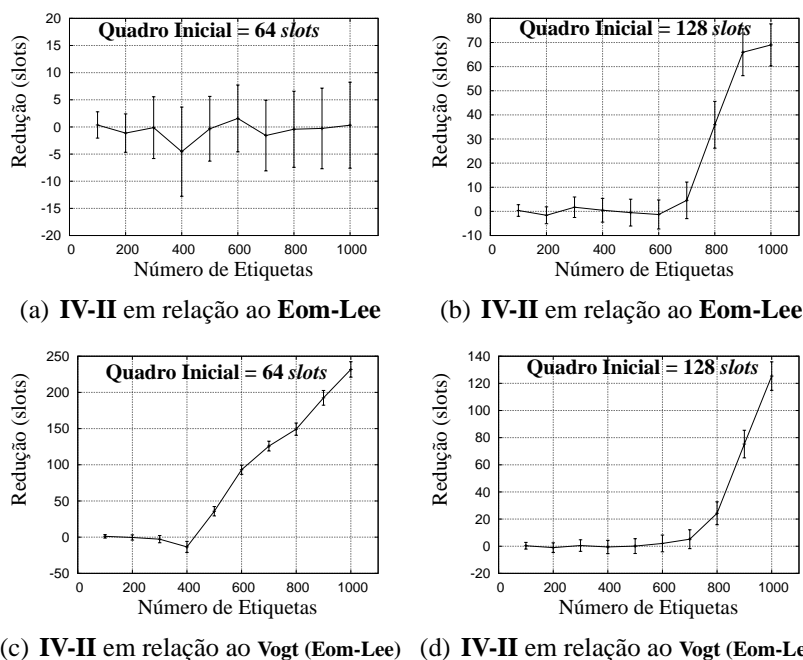 Quadro Inicial = 64 slots
Redução (slots)
20
15
10
5
0
-5
-10
-15
-20
0 200 400 600 800 1000
Número de Etiquetas
(a) IV-II em relação ao Eom-Lee
Quadro Inicial = 128 slots
Redução (slots)
80
70
60
50
40
30
20
10
0
-10
0 200 400 600 800 1000
Número de Etiquetas
(b) IV-II em relação ao Eom-Lee
Quadro Inicial = 64 slots
Redução (slots)
250
200
150
100
50
0
-50
0 200 400 600 800 1000
Número de Etiquetas
(c) IV-II em relação ao Vogt (Eom-Lee)
Quadro Inicial = 128 slots
Redução (slots)
140
120
100
80
60
40
20
0
-20
0 200 400 600 800 1000
Número de Etiquetas
(d) IV-II em relação ao Vogt (Eom-Le